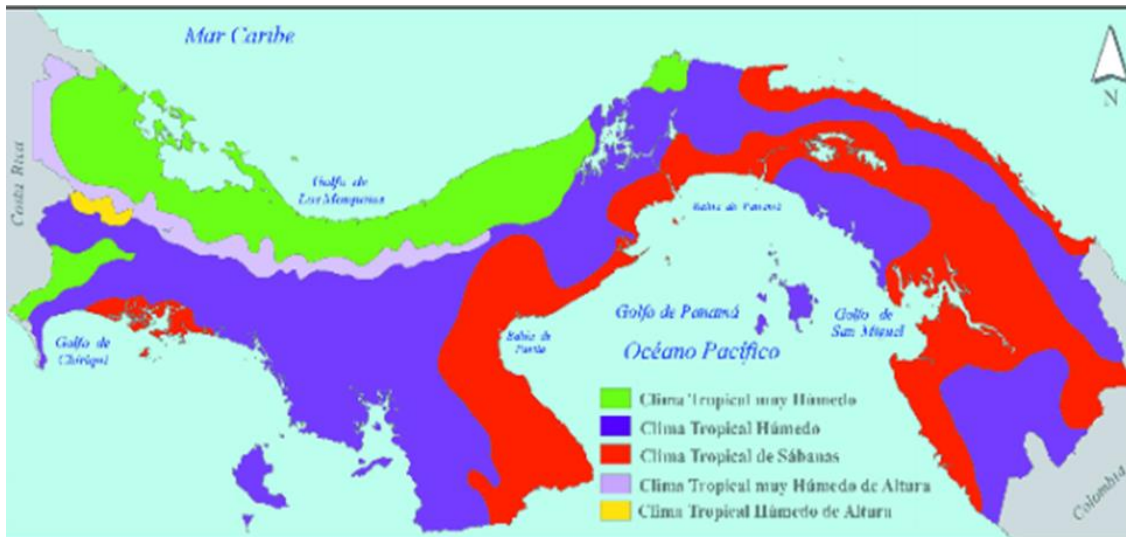 Mar Caribe
N
Costa Rica
Golfo de
Los Mosquitos
Bahía de Panamá
Golfo de Panamá
Golfo de
San Miguel
Golfo de
Chiriquí
Bahía de
Parita
Océano Pacífico
Clima Tropical muy Húmedo
Clima Tropical Húmedo
Clima Tropical de Sábanas
Clima Tropical muy Húmedo de Altura
Clima Tropical Húmedo de Altura
Colombia